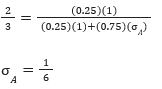 2/3 = (0.25)(1)/((0.25)(1)+(0.75)(σ_A))
σ_A = 1/6